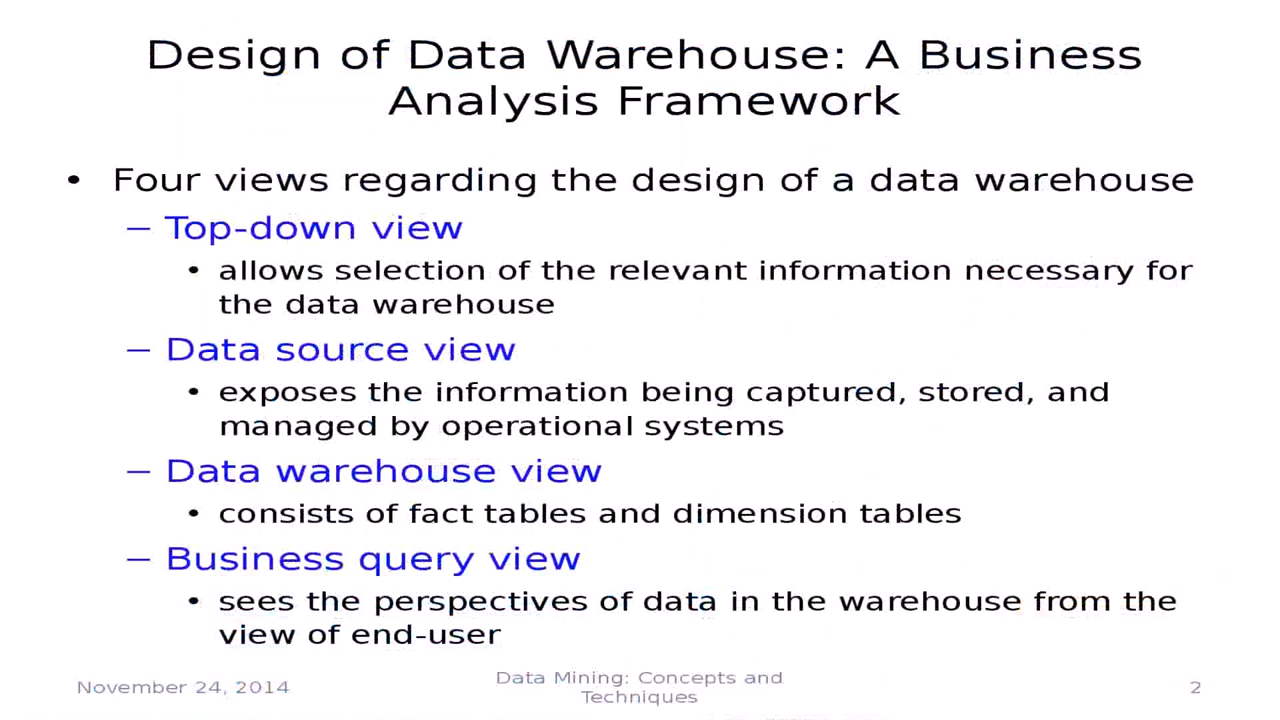 Design of Data Warehouse: A Business
Analysis Framework
• Four views regarding the design of a data warehouse
– Top-down view
• allows selection of the relevant information necessary for
the data warehouse
– Data source view
• exposes the information being captured, stored, and
managed by operational systems
– Data warehouse view
• consists of fact tables and dimension tables
– Business query view
• sees the perspectives of data in the warehouse from the
view of end-user
November 24, 2014
Data Mining: Concepts and
Techniques
2